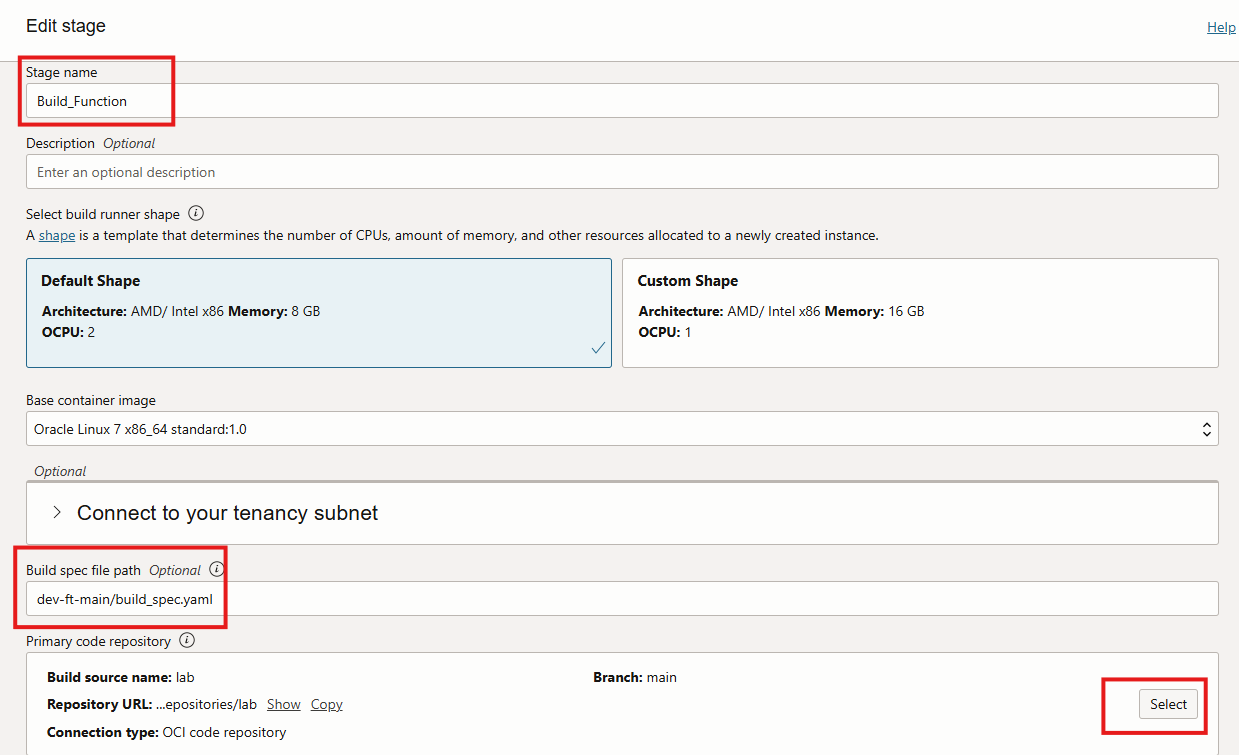 Edit stage
Help
Stage name
Build_Function
Description Optional
Enter an optional description
Select build runner shape
A shape is a template that determines the number of CPUs, amount of memory, and other resources allocated to a newly created instance.
Default Shape
Architecture: AMD/ Intel x86 Memory: 8 GB
OCPU: 2
Custom Shape
Architecture: AMD/ Intel x86 Memory: 16 GB
OCPU: 1
Base container image
Oracle Linux 7 x86_64 standard:1.0
Optional
Connect to your tenancy subnet
Build spec file path Optional
dev-ft-main/build_spec.yaml
Primary code repository
Build source name: lab
Branch: main
Repository URL: ...epositories/lab Show Copy
Select
Connection type: OCI code repository